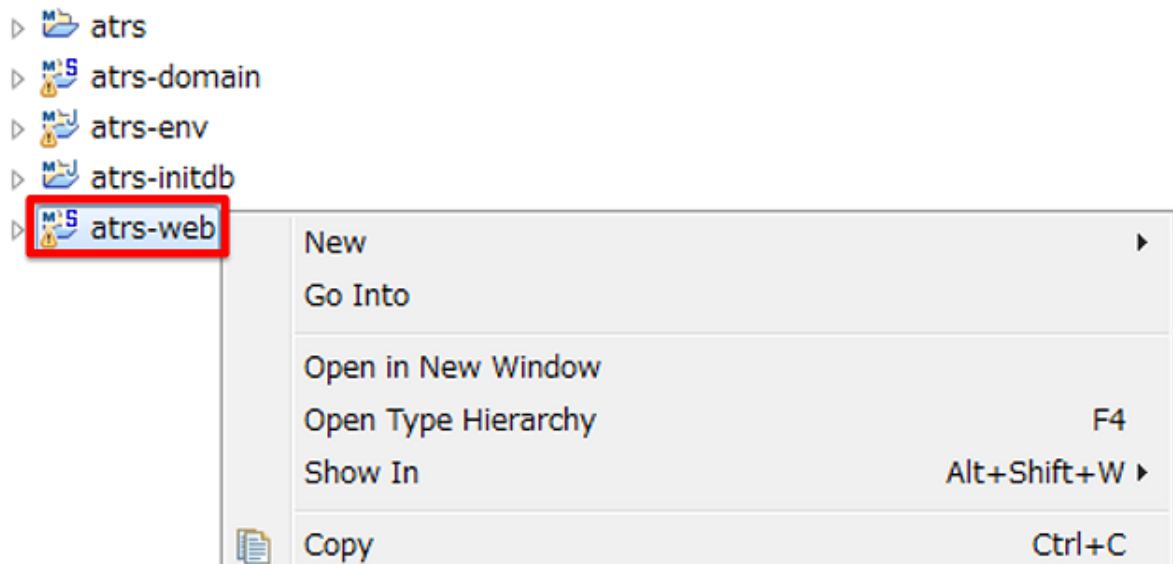 atrs
atrs-domain
atrs-env
atrs-initdb
atrs-web
New
Go Into
Open in New Window
Open Type Hierarchy F4
Show In Alt+Shift+W
Copy Ctrl+C